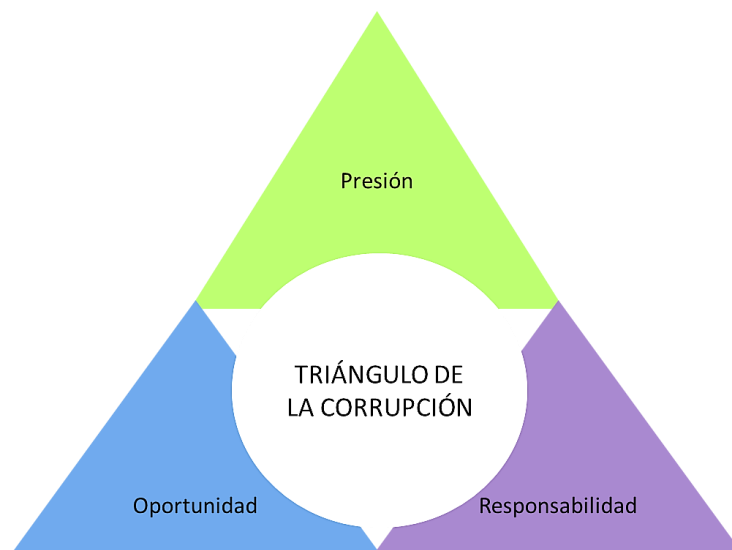 Presión
TRIÁNGULO DE
LA CORRUPCIÓN
Oportunidad
Responsabilidad